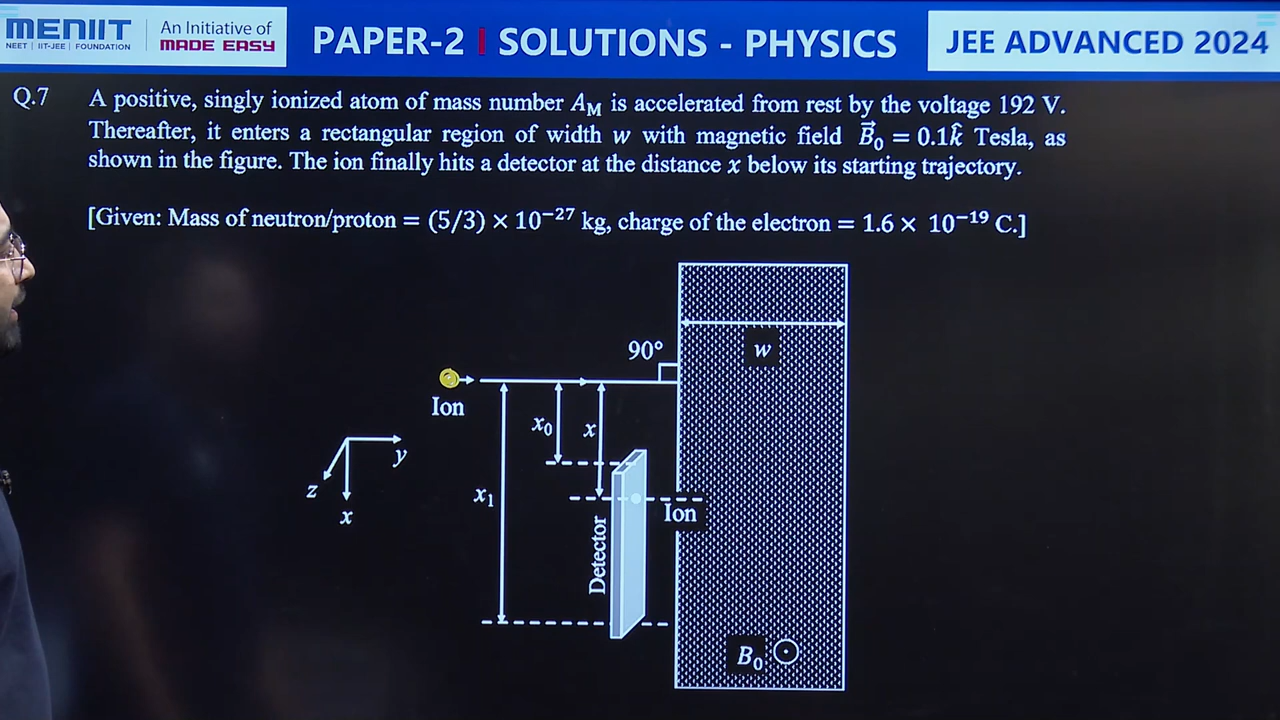 MENIIT
NEET | IIT-JEE | FOUNDATION
An Initiative of
MADE EASY
PAPER-2 | SOLUTIONS - PHYSICS
JEE ADVANCED 2024
Q.7 A positive, singly ionized atom of mass number A_M is accelerated from rest by the voltage 192 V.
Thereafter, it enters a rectangular region of width w with magnetic field B⃗₀ = 0.1k̂ Tesla, as
shown in the figure. The ion finally hits a detector at the distance x below its starting trajectory.
[Given: Mass of neutron/proton = (5/3) × 10⁻²⁷ kg, charge of the electron = 1.6 × 10⁻¹⁹ C.]
90°
w
Ion
x₀
x
y
z
x
x₁
Ion
Detector
B₀